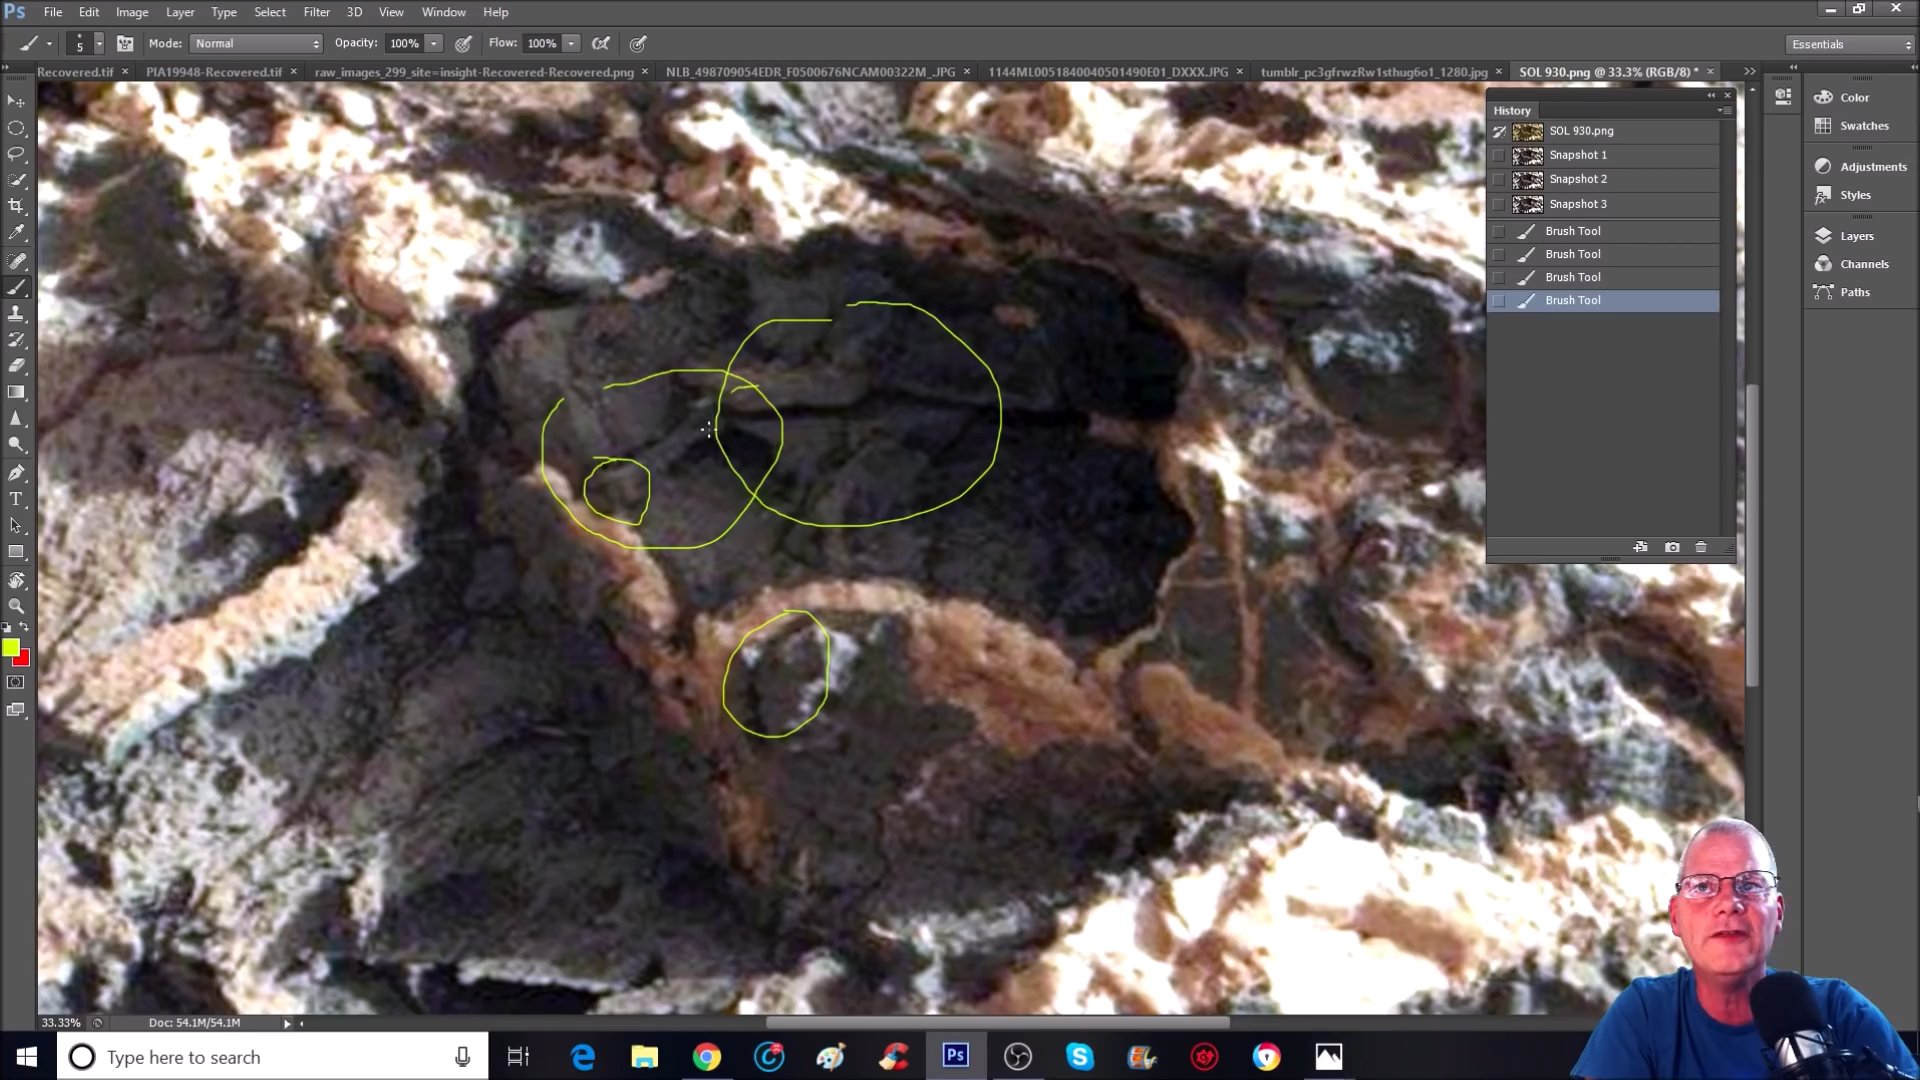 Ps File Edit Image Layer Type Select Filter 3D View Window Help
5 Mode: Normal Opacity: 100% Flow: 100% Essentials
Recovered.tif × PIA19948-Recovered.tif × raw_images_299_site=insight-Recovered-Recovered.png × NLB_498709054EDR_F0500676NCAM00322M_.JPG × 1144ML0051840040501490E01_DXXX.JPG × tumblr_pc3gfrwzRw1sthug6o1_1280.jpg × SOL 930.png @ 33.3% (RGB/8) * ×
History
SOL 930.png
Snapshot 1
Snapshot 2
Snapshot 3
Brush Tool
Brush Tool
Brush Tool
Brush Tool
Color
Swatches
Adjustments
Styles
Layers
Channels
Paths
T
33.33% Doc: 54.1M/54.1M
Type here to search
Ps